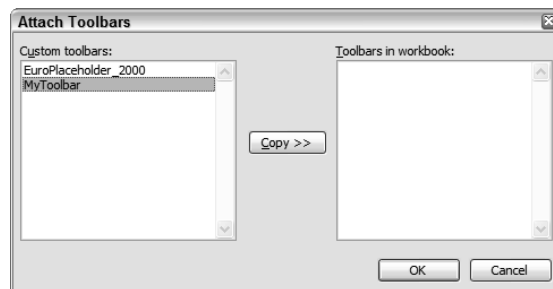 Attach Toolbars
Custom toolbars:
EuroPlaceholder_2000
MyToolbar
Copy >>
Toolbars in workbook:
OK
Cancel